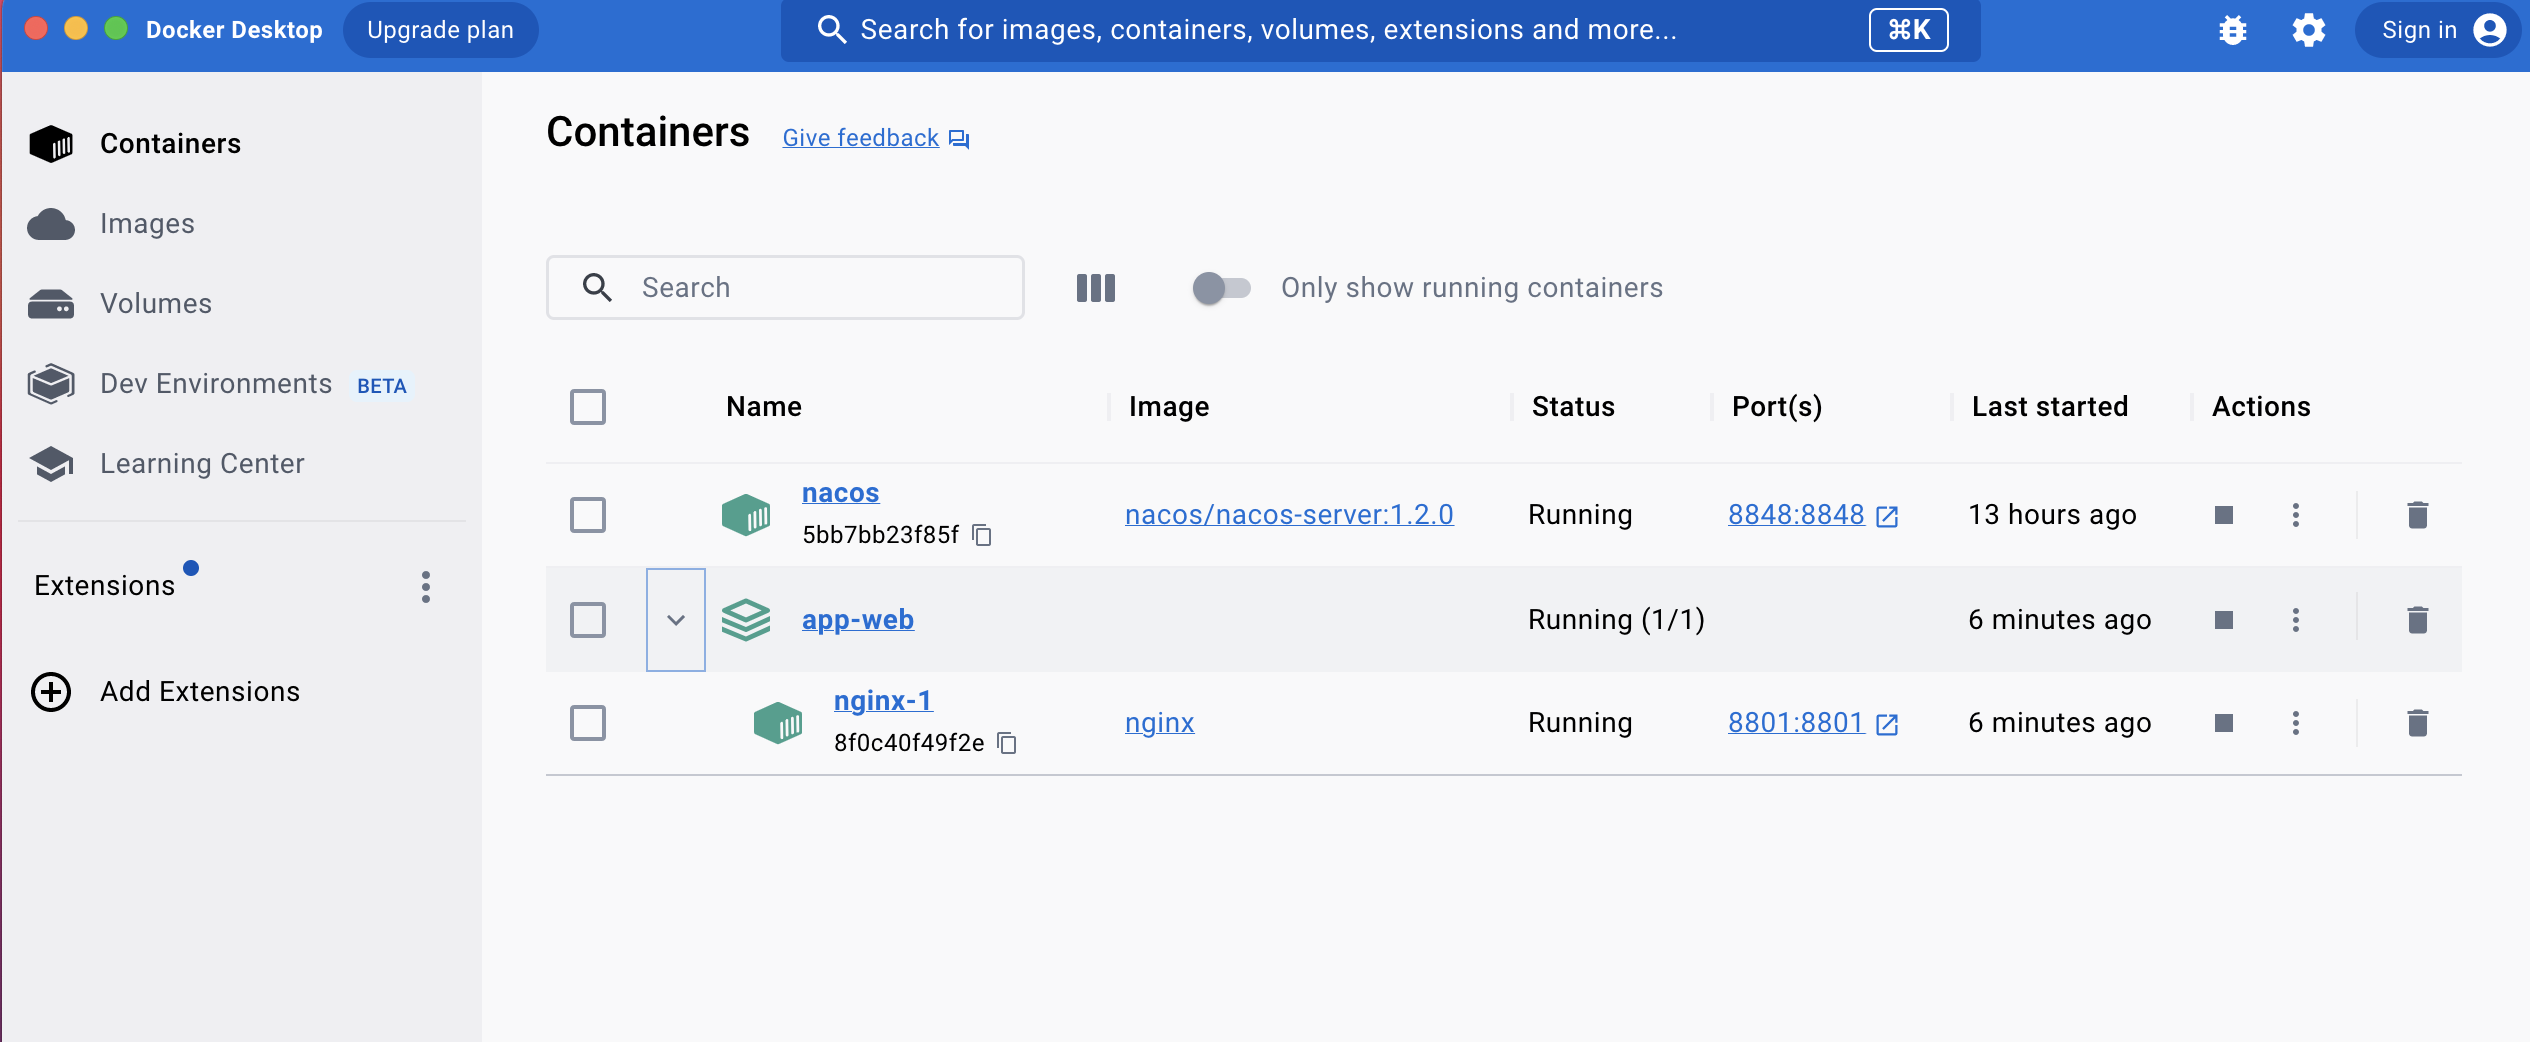 Docker Desktop Upgrade plan Search for images, containers, volumes, extensions and more... ⌘K Sign in
Containers
Images
Volumes
Dev Environments BETA
Learning Center
Extensions
Add Extensions
Containers Give feedback
Search Only show running containers
Name Image Status Port(s) Last started Actions
nacos
5bb7bb23f85f nacos/nacos-server:1.2.0 Running 8848:8848 13 hours ago
app-web Running (1/1) 6 minutes ago
nginx-1
8f0c40f49f2e nginx Running 8801:8801 6 minutes ago